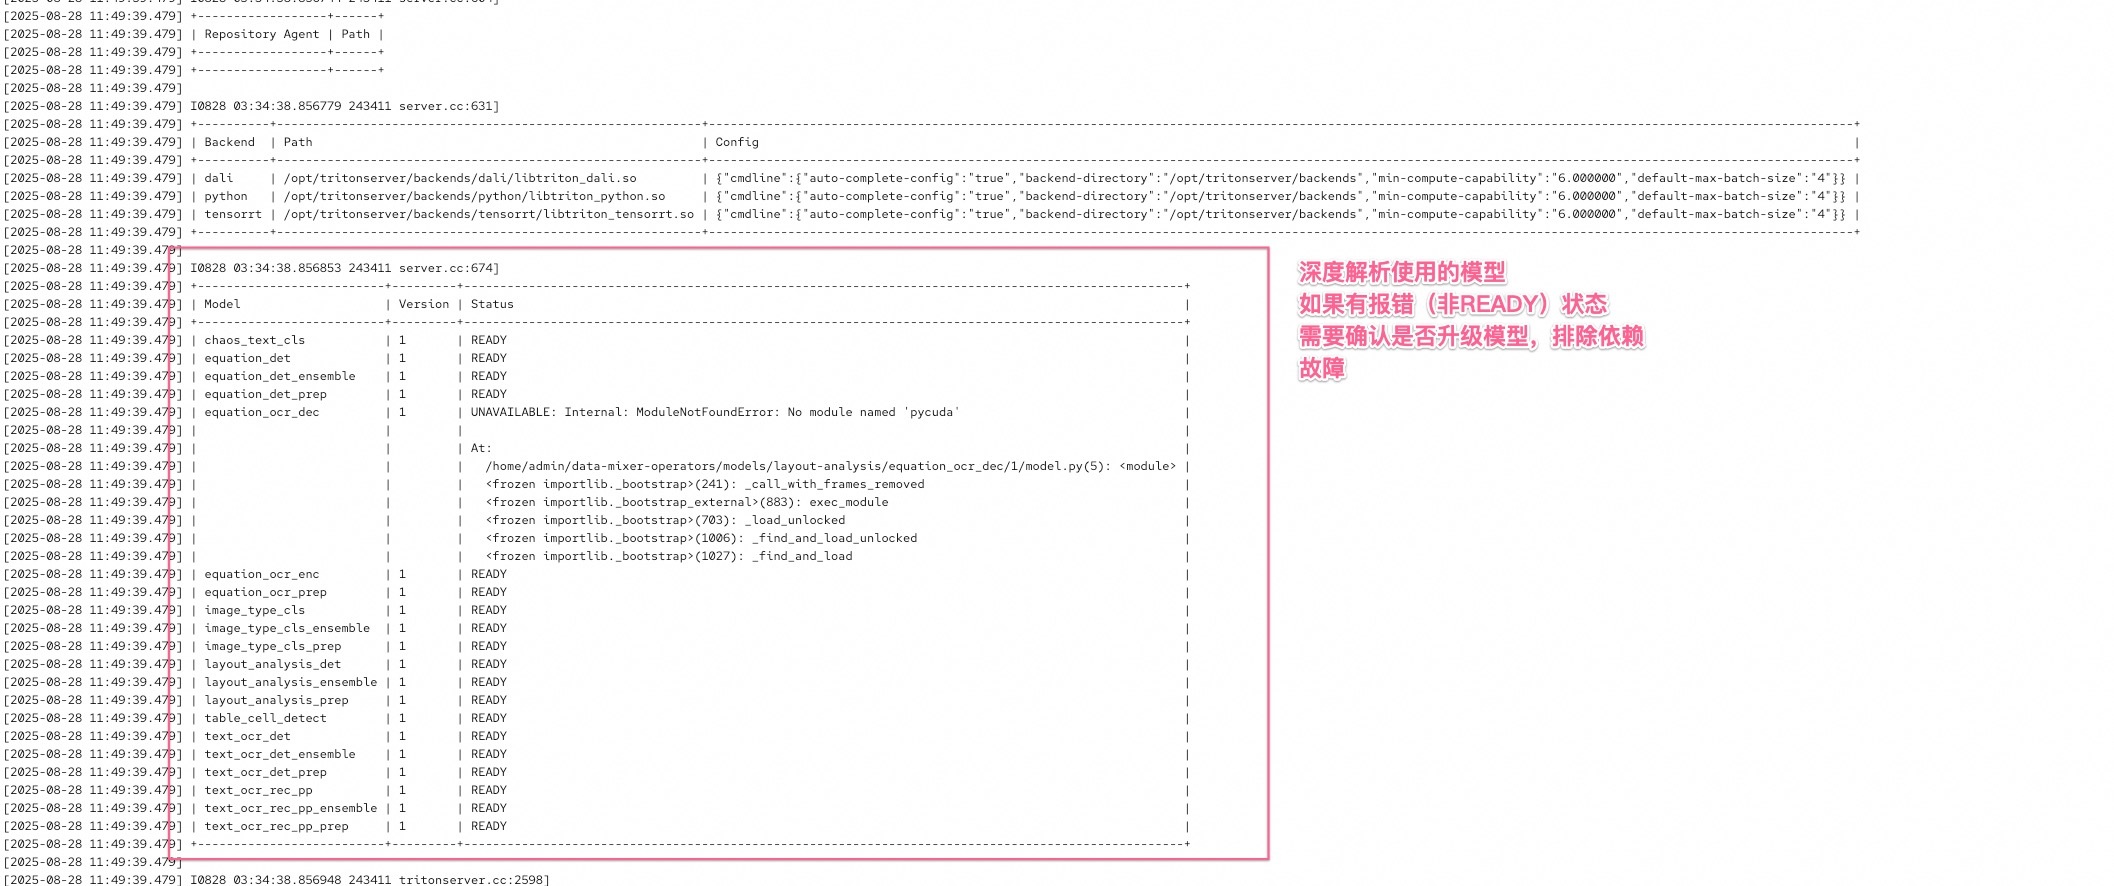 [2025-08-28 11:49:39.479] +------------------+------+
[2025-08-28 11:49:39.479] | Repository Agent | Path |
[2025-08-28 11:49:39.479] +------------------+------+
[2025-08-28 11:49:39.479] +------------------+------+
[2025-08-28 11:49:39.479]
[2025-08-28 11:49:39.479] I0828 03:34:38.856779 243411 server.cc:631]
[2025-08-28 11:49:39.479] +----------+-----------------------------------------------------------+------+
[2025-08-28 11:49:39.479] | Backend | Path | Config |
[2025-08-28 11:49:39.479] +----------+-----------------------------------------------------------+------+
[2025-08-28 11:49:39.479] | dali | /opt/tritonserver/backends/dali/libtriton_dali.so | {"cmdline":{"auto-complete-config":"true","backend-directory":"/opt/tritonserver/backends","min-compute-capability":"6.000000","default-max-batch-size":"4"}} |
[2025-08-28 11:49:39.479] | python | /opt/tritonserver/backends/python/libtriton_python.so | {"cmdline":{"auto-complete-config":"true","backend-directory":"/opt/tritonserver/backends","min-compute-capability":"6.000000","default-max-batch-size":"4"}} |
[2025-08-28 11:49:39.479] | tensorrt | /opt/tritonserver/backends/tensorrt/libtriton_tensorrt.so | {"cmdline":{"auto-complete-config":"true","backend-directory":"/opt/tritonserver/backends","min-compute-capability":"6.000000","default-max-batch-size":"4"}} |
[2025-08-28 11:49:39.479] +----------+-----------------------------------------------------------+------+
[2025-08-28 11:49:39.479]
[2025-08-28 11:49:39.479] I0828 03:34:38.856853 243411 server.cc:674]
[2025-08-28 11:49:39.479] +--------------------------+---------+------+
[2025-08-28 11:49:39.479] | Model | Version | Status |
[2025-08-28 11:49:39.479] +--------------------------+---------+------+
[2025-08-28 11:49:39.479] | chaos_text_cls | 1 | READY |
[2025-08-28 11:49:39.479] | equation_det | 1 | READY |
[2025-08-28 11:49:39.479] | equation_det_ensemble | 1 | READY |
[2025-08-28 11:49:39.479] | equation_det_prep | 1 | READY |
[2025-08-28 11:49:39.479] | equation_ocr_dec | 1 | UNAVAILABLE: Internal: ModuleNotFoundError: No module named 'pycuda' |
[2025-08-28 11:49:39.479] | | | |
[2025-08-28 11:49:39.479] | | | At: |
[2025-08-28 11:49:39.479] | | | /home/admin/data-mixer-operators/models/layout-analysis/equation_ocr_dec/1/model.py(5): <module> |
[2025-08-28 11:49:39.479] | | | <frozen importlib._bootstrap>(241): _call_with_frames_removed |
[2025-08-28 11:49:39.479] | | | <frozen importlib._bootstrap_external>(883): exec_module |
[2025-08-28 11:49:39.479] | | | <frozen importlib._bootstrap>(703): _load_unlocked |
[2025-08-28 11:49:39.479] | | | <frozen importlib._bootstrap>(1006): _find_and_load_unlocked |
[2025-08-28 11:49:39.479] | | | <frozen importlib._bootstrap>(1027): _find_and_load |
[2025-08-28 11:49:39.479] | equation_ocr_enc | 1 | READY |
[2025-08-28 11:49:39.479] | equation_ocr_prep | 1 | READY |
[2025-08-28 11:49:39.479] | image_type_cls | 1 | READY |
[2025-08-28 11:49:39.479] | image_type_cls_ensemble | 1 | READY |
[2025-08-28 11:49:39.479] | image_type_cls_prep | 1 | READY |
[2025-08-28 11:49:39.479] | layout_analysis_det | 1 | READY |
[2025-08-28 11:49:39.479] | layout_analysis_ensemble | 1 | READY |
[2025-08-28 11:49:39.479] | layout_analysis_prep | 1 | READY |
[2025-08-28 11:49:39.479] | table_cell_detect | 1 | READY |
[2025-08-28 11:49:39.479] | text_ocr_det | 1 | READY |
[2025-08-28 11:49:39.479] | text_ocr_det_ensemble | 1 | READY |
[2025-08-28 11:49:39.479] | text_ocr_det_prep | 1 | READY |
[2025-08-28 11:49:39.479] | text_ocr_rec_pp | 1 | READY |
[2025-08-28 11:49:39.479] | text_ocr_rec_pp_ensemble | 1 | READY |
[2025-08-28 11:49:39.479] | text_ocr_rec_pp_prep | 1 | READY |
[2025-08-28 11:49:39.479] +--------------------------+---------+------+
[2025-08-28 11:49:39.479]
[2025-08-28 11:49:39.479] I0828 03:34:38.856948 243411 tritonserver.cc:2598]
深度解析使用的模型
如果有报错（非READY）状态
需要确认是否升级模型，排除依赖
故障